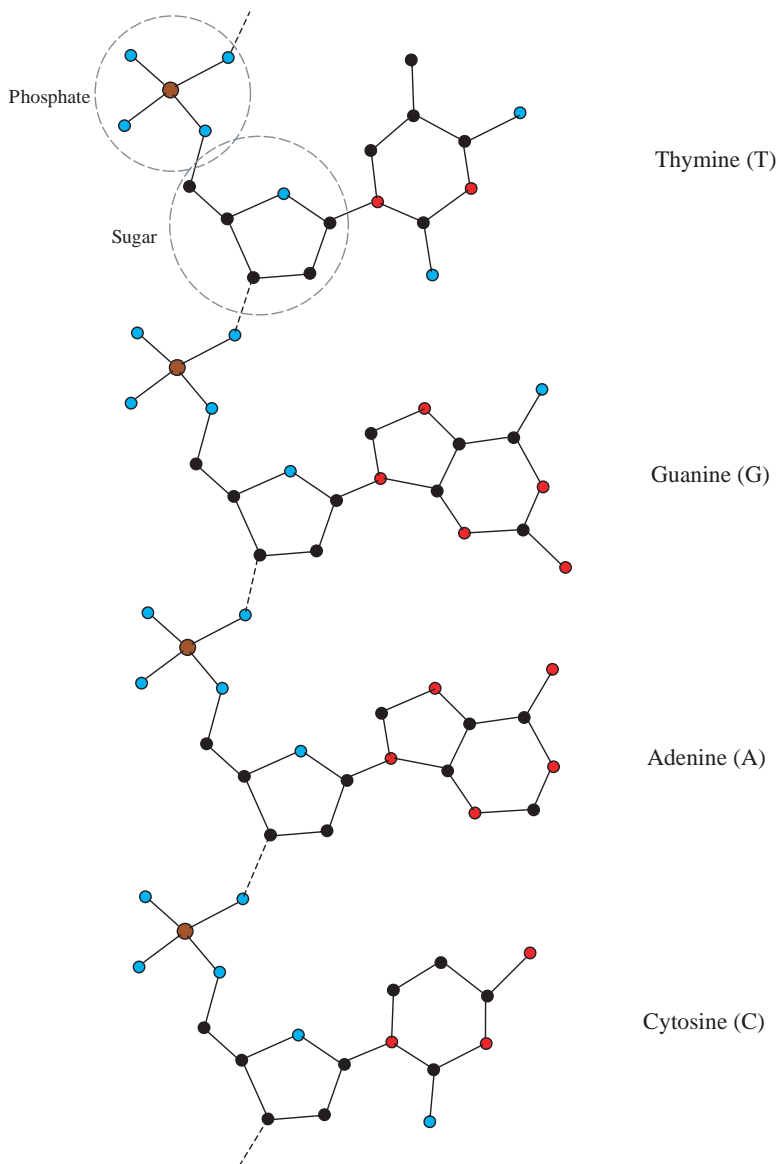 Phosphate
Thymine (T)
Sugar
Guanine (G)
Adenine (A)
Cytosine (C)